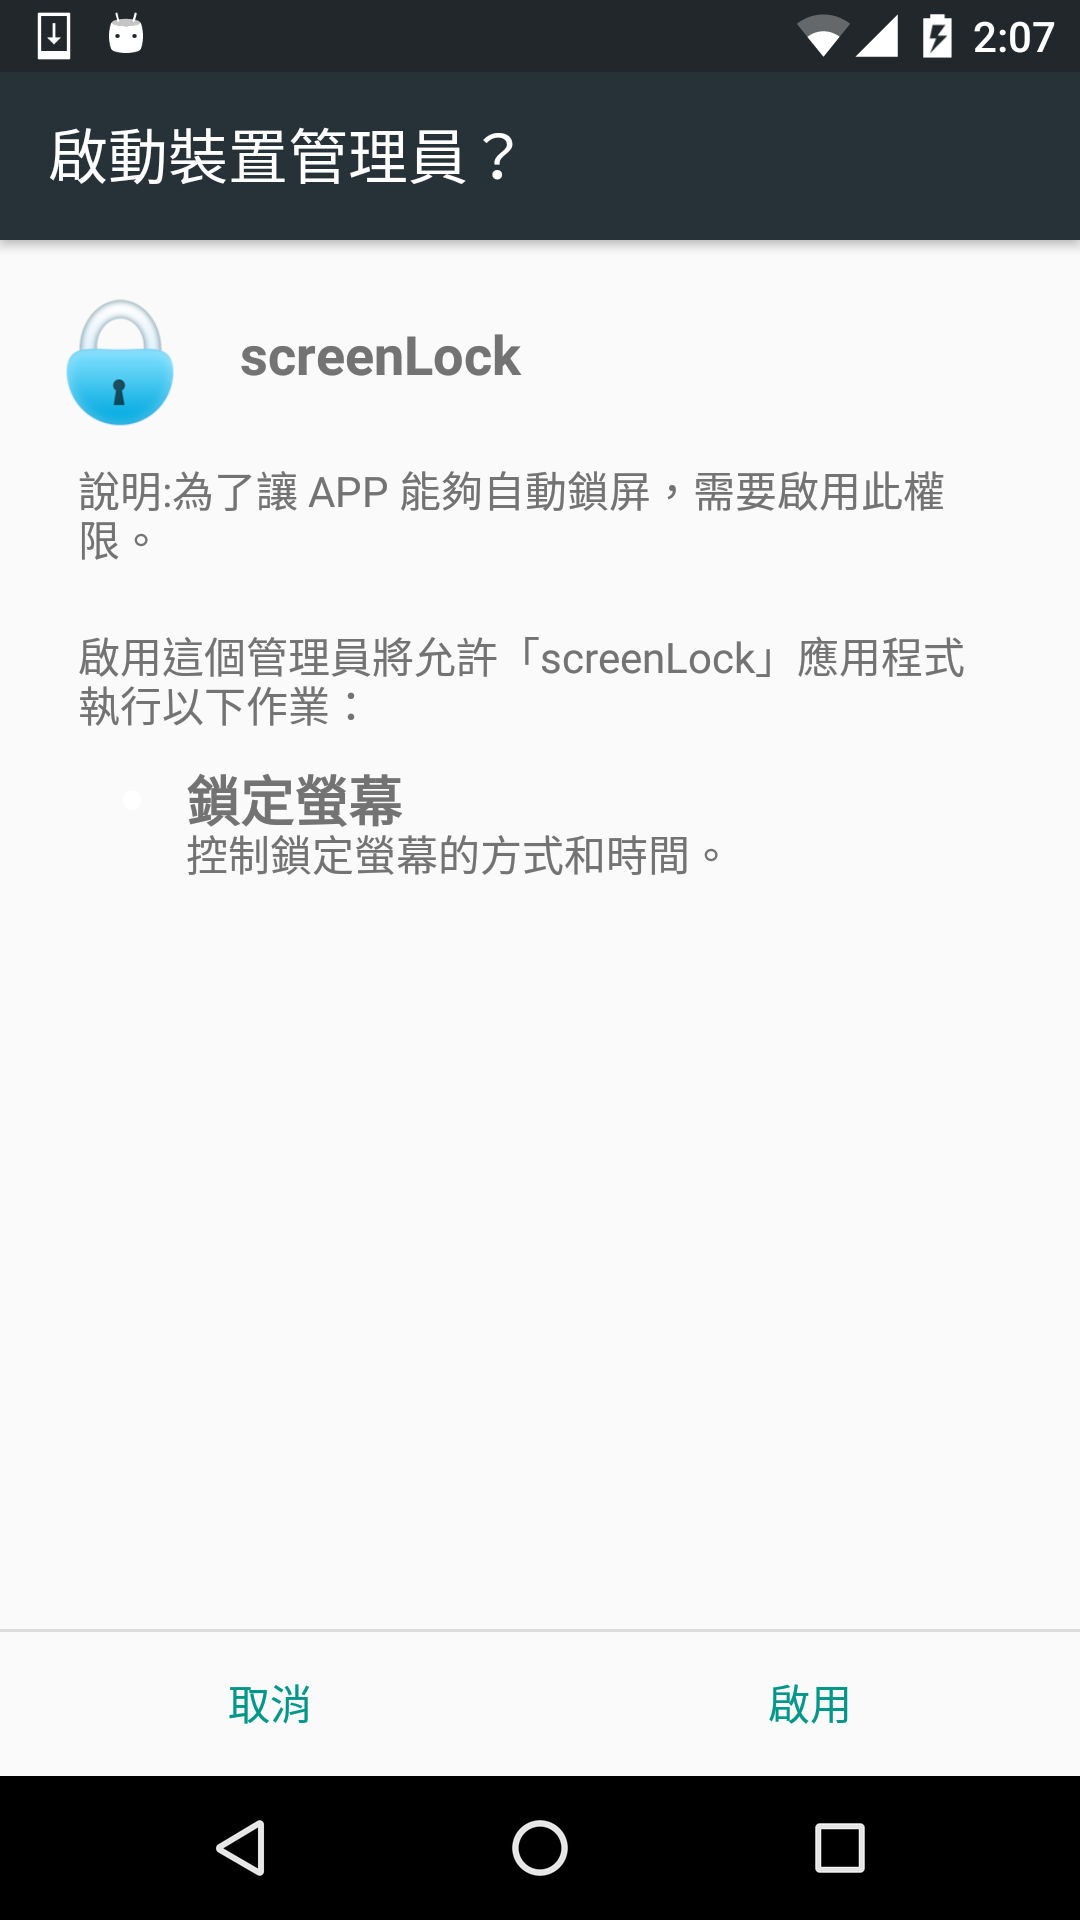 2:07
啟動裝置管理員？
screenLock
說明:為了讓 APP 能夠自動鎖屏，需要啟用此權
限。
啟用這個管理員將允許「screenLock」應用程式
執行以下作業：
鎖定螢幕
控制鎖定螢幕的方式和時間。
取消
啟用